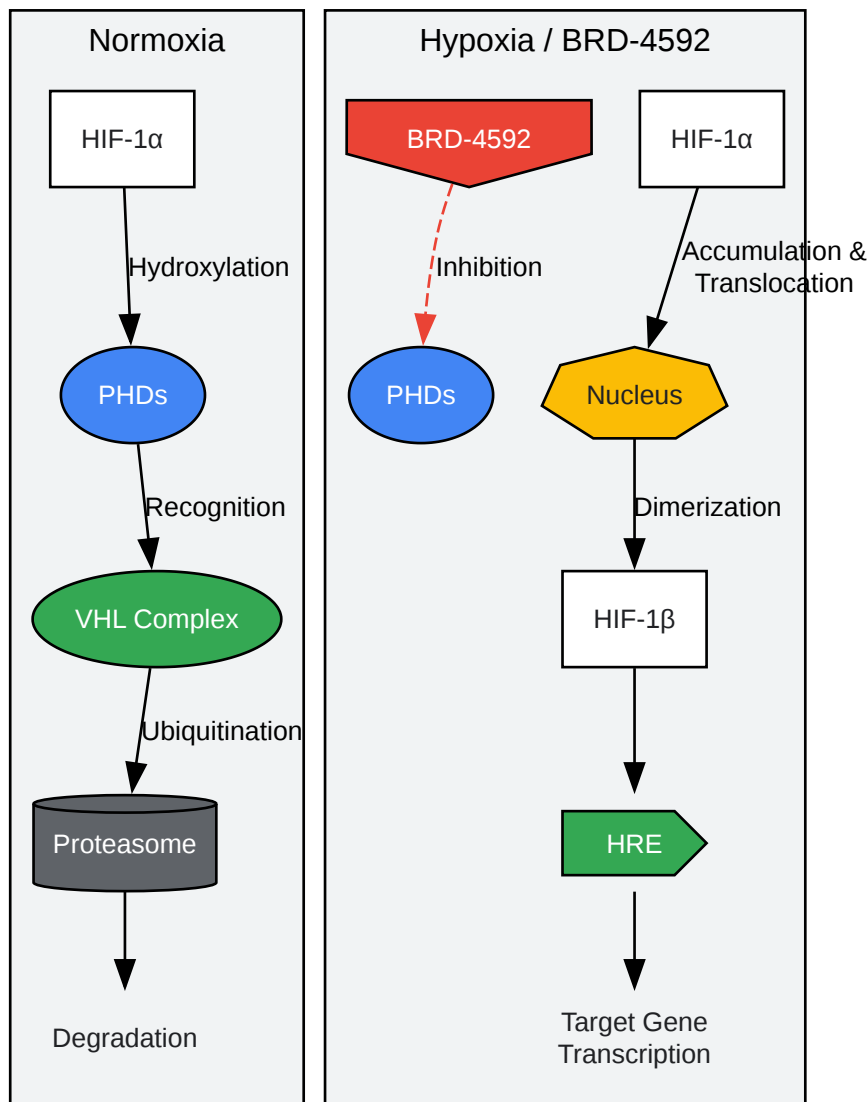 Normoxia
HIF-1α
Hydroxylation
PHDs
Recognition
VHL Complex
Ubiquitination
Proteasome
Degradation
Hypoxia / BRD-4592
BRD-4592
HIF-1α
Inhibition
Accumulation &
Translocation
PHDs
Nucleus
Dimerization
HIF-1β
HRE
Target Gene
Transcription